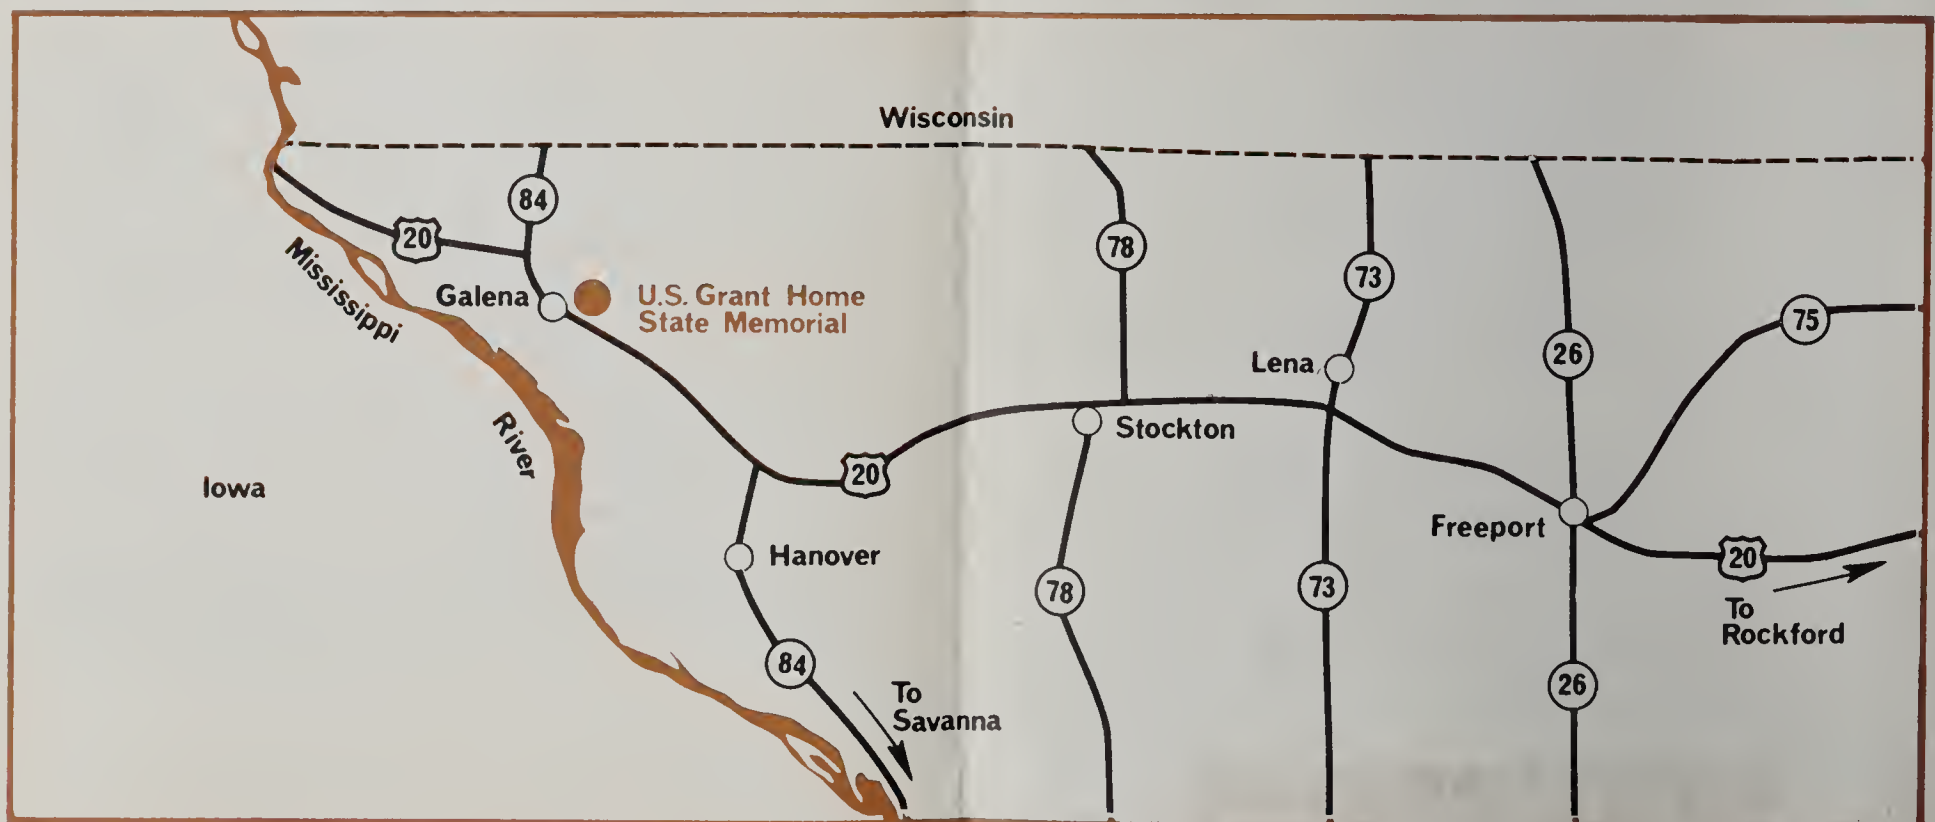 Wisconsin
84
20
78
73
Galena
U.S. Grant Home
State Memorial
Mississippi
River
75
26
Lena
Stockton
Iowa
20
Freeport
Hanover
20
78
73
To
Rockford
84
26
To
Savanna